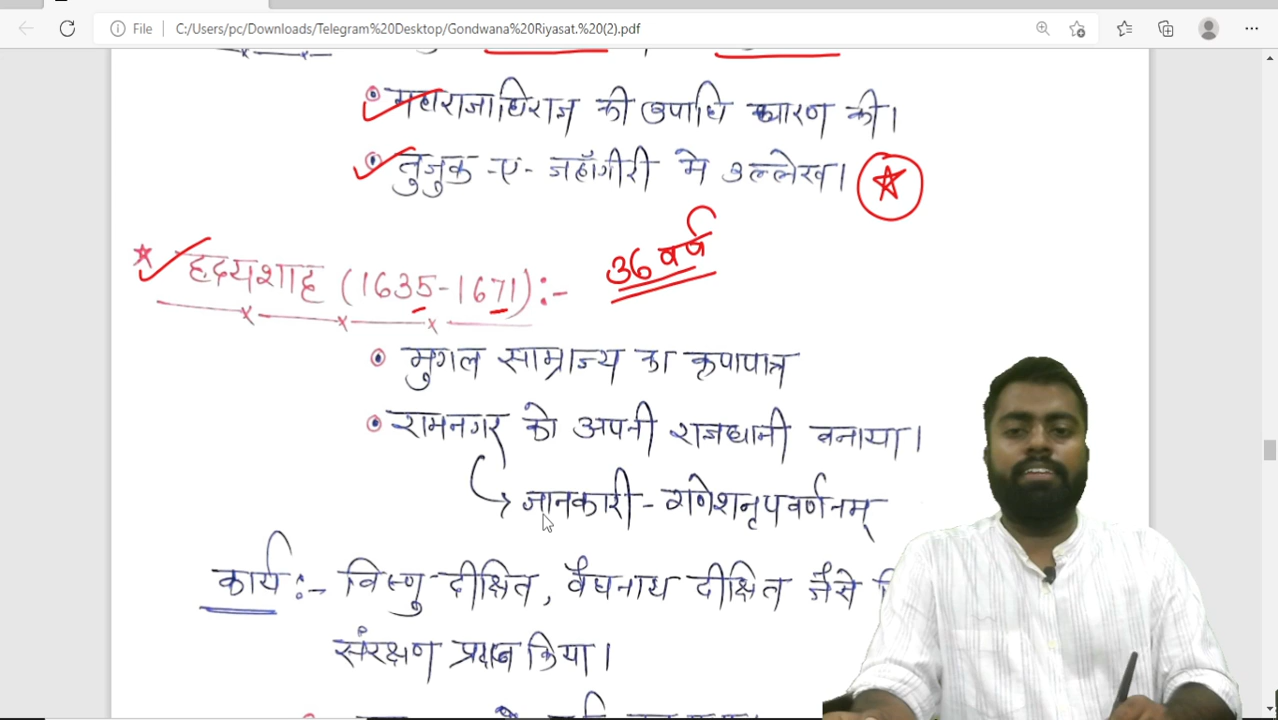 File C:/Users/pc/Downloads/Telegram%20Desktop/Gondwana%20Riyasat.%20(2).pdf
महाराजाधिराज की उपाधि धारण की।
तुजुक-ए-जहाँगीरी मे उल्लेख।
हृदयशाह (1635-1671):-
36 वर्ष
मुगल साम्राज्य का कृपापात्र
रामनगर को अपनी राजधानी बनाया।
जानकारी - गणेशनृपवर्णनम्
कार्य:- विष्णु दीक्षित, वैधनाथ दीक्षित जैसे
संरक्षण प्रदान किया।